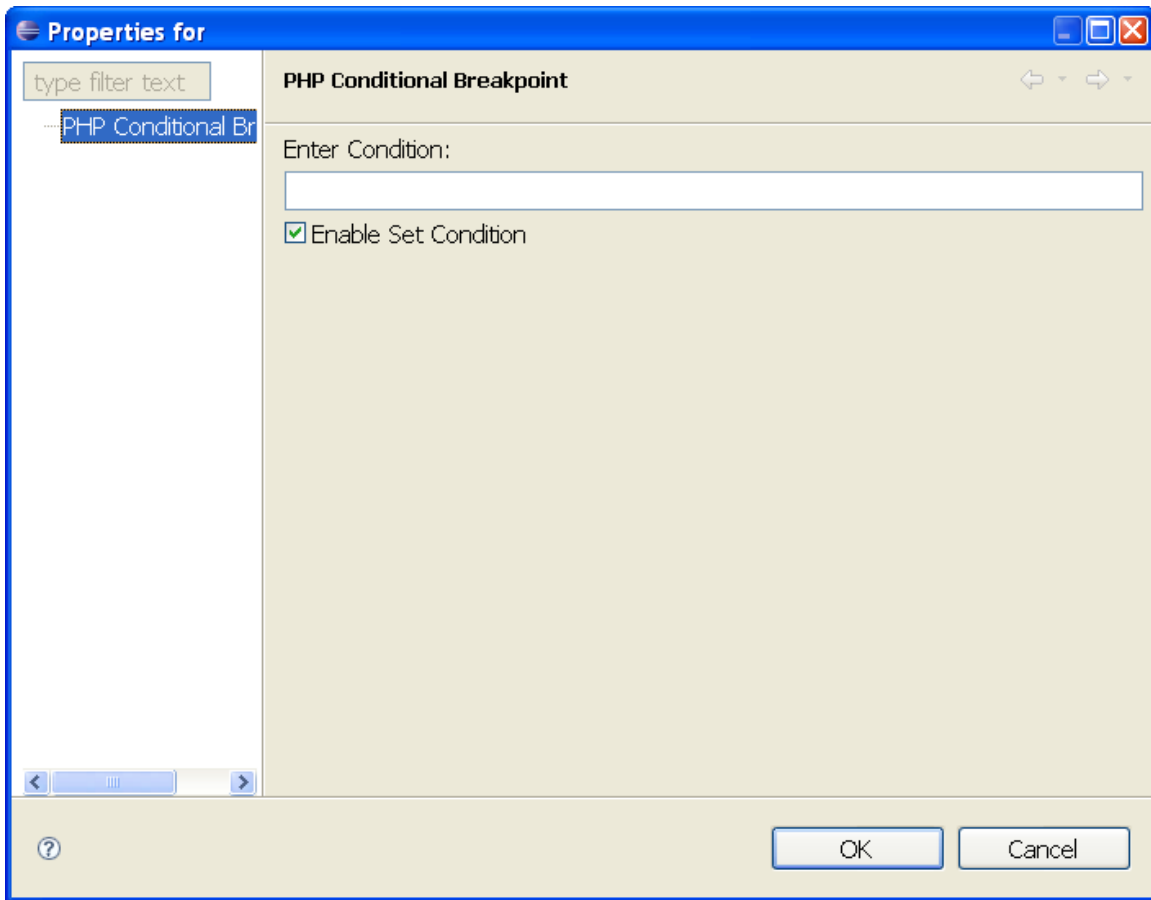 Properties for
type filter text
PHP Conditional Br
PHP Conditional Breakpoint
Enter Condition:
Enable Set Condition
OK
Cancel